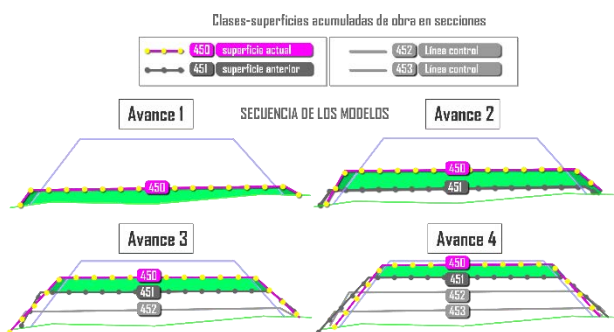 Clases-superficies acumuladas de obra en secciones
450 superficie actual
451 superficie anterior
452 Línea control
453 Línea control
Avance 1
SECUENCIA DE LOS MODELOS
Avance 2
450
450
451
Avance 3
Avance 4
450
451
452
450
451
452
453